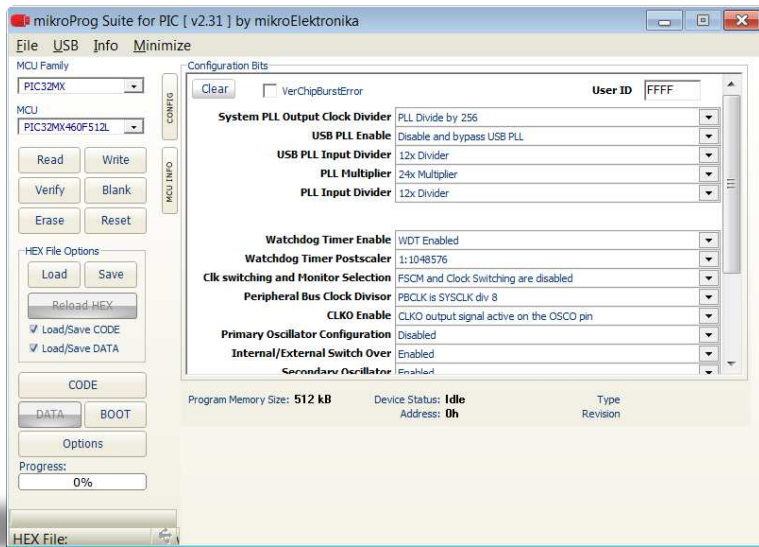 mikroProg Suite for PIC [ v2.31 ] by mikroElektronika
File USB Info Minimize
MCU Family
PIC32MX
MCU
PIC32MX460F512L
Read Write
Verify Blank
Erase Reset
HEX File Options
Load Save
Reload HEX
Load/Save CODE
Load/Save DATA
CODE
DATA BOOT
Options
Progress:
0%
HEX File:
CONFIG
MCU INFO
Configuration Bits
Clear VerChipBurstError User ID FFFF
System PLL Output Clock Divider PLL Divide by 256
USB PLL Enable Disable and bypass USB PLL
USB PLL Input Divider 12x Divider
PLL Multiplier 24x Multiplier
PLL Input Divider 12x Divider
Watchdog Timer Enable WDT Enabled
Watchdog Timer Postscaler 1:1048576
Clk switching and Monitor Selection FSCM and Clock Switching are disabled
Peripheral Bus Clock Divisor PBCLK is SYSCLK div 8
CLKO Enable CLKO output signal active on the OSCO pin
Primary Oscillator Configuration Disabled
Internal/External Switch Over Enabled
Secondary Oscillator Enabled
Program Memory Size: 512 kB Device Status: Idle Type
Address: 0h Revision